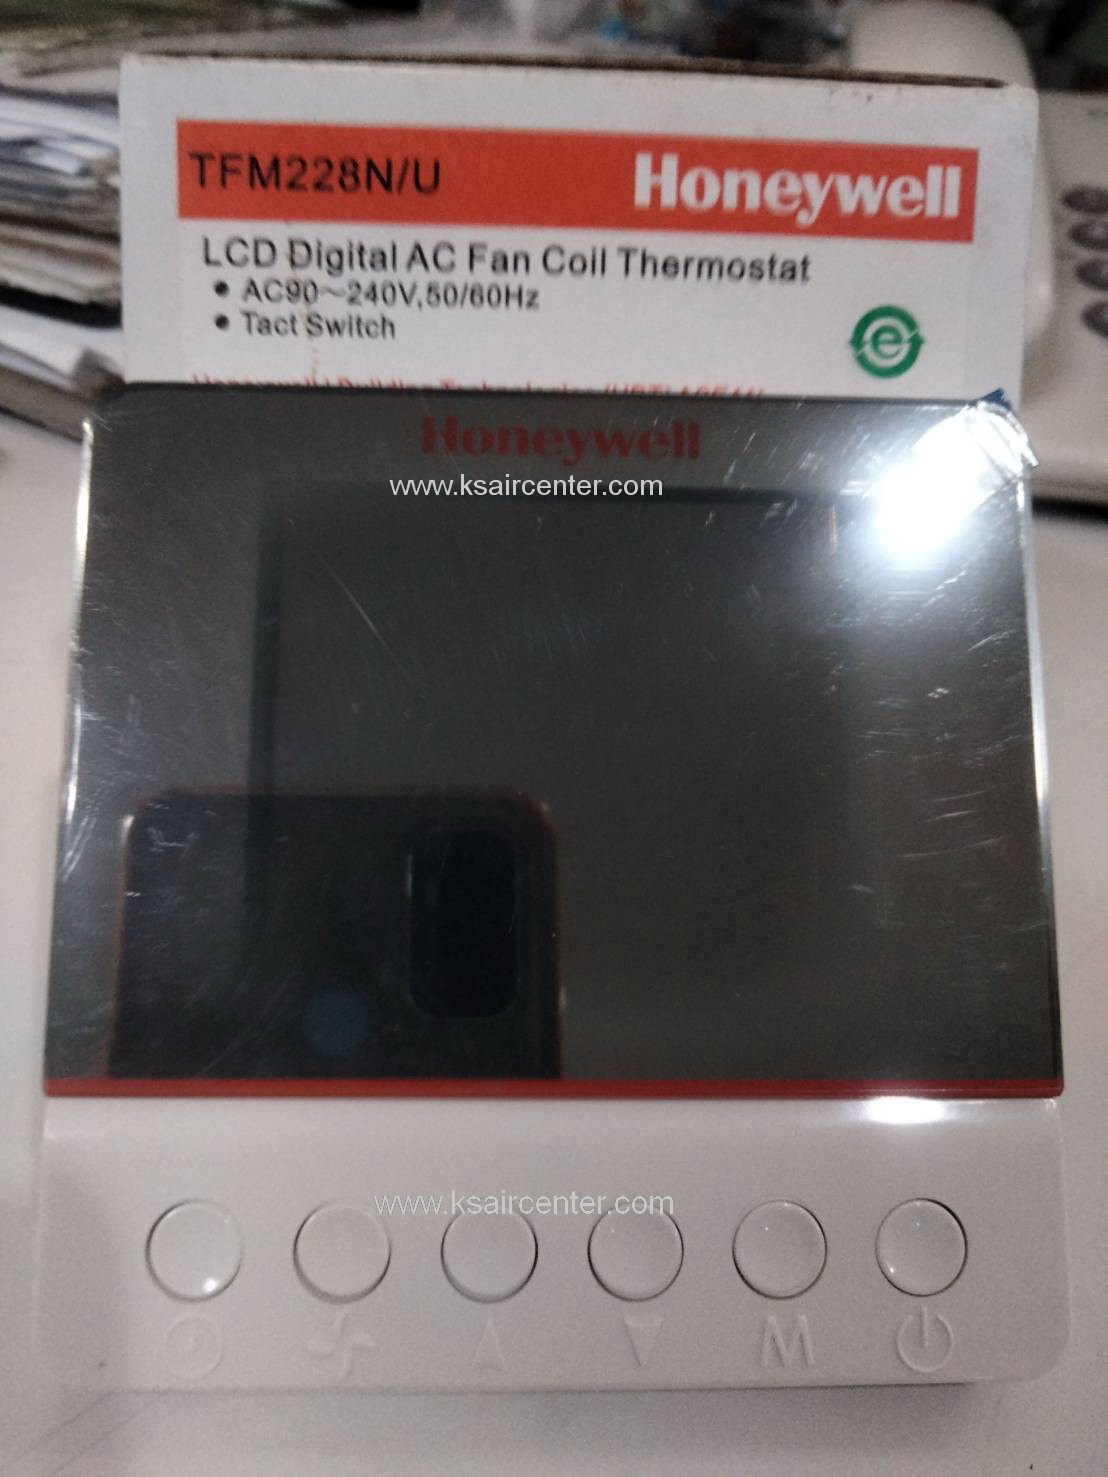 TFM228N/U
Honeywell
LCD Digital AC Fan Coil Thermostat
• AC90~240V,50/60Hz
• Tact Switch
e
Honeywell
www.ksaircenter.com
www.ksaircenter.com
M